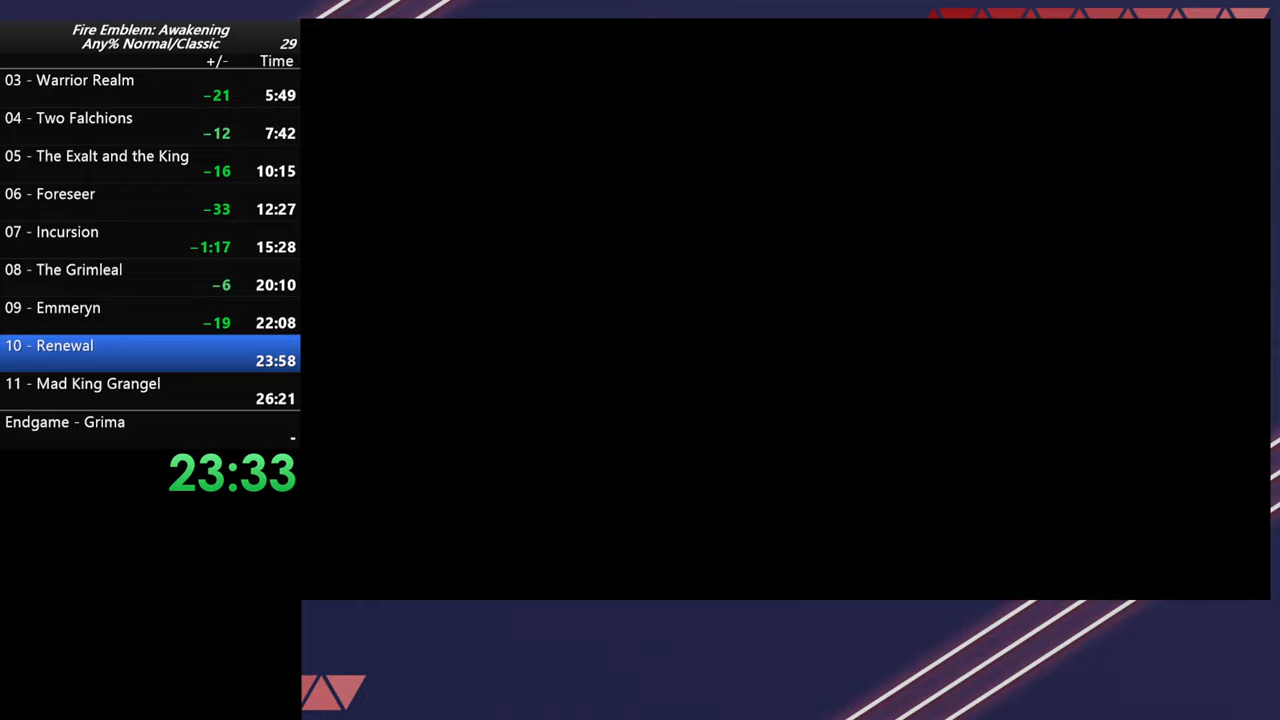 Fire Emblem: Awakening
Any% Normal/Classic 29
+/- Time
03 - Warrior Realm
-21 5:49
04 - Two Falchions
-12 7:42
05 - The Exalt and the King
-16 10:15
06 - Foreseer
-33 12:27
07 - Incursion
-1:17 15:28
08 - The Grimleal
-6 20:10
09 - Emmeryn
-19 22:08
10 - Renewal
23:58
11 - Mad King Grangel
26:21
Endgame - Grima
-
23:33